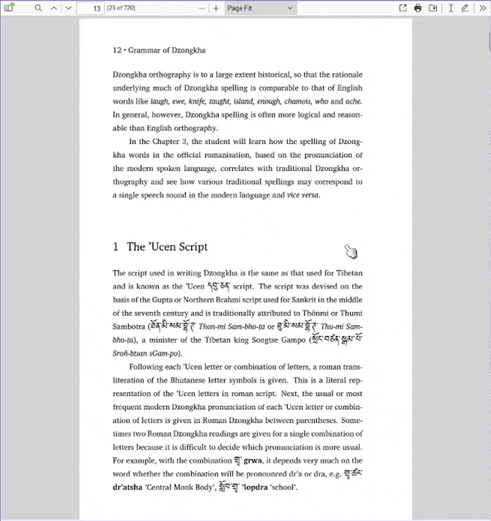 13 (23 of 720) Page Fit
12 • Grammar of Dzongkha
Dzongkha orthography is to a large extent historical, so that the rationale
underlying much of Dzongkha spelling is comparable to that of English
words like laugh, ewe, knife, taught, island, enough, chamois, who and ache.
In general, however, Dzongkha spelling is often more logical and reason-
able than English orthography.
In the Chapter 3, the student will learn how the spelling of Dzong-
kha words in the official romanisation, based on the pronunciation of
the modern spoken language, correlates with traditional Dzongkha or-
thography and see how various traditional spellings may correspond to
a single speech sound in the modern language and vice versa.
1 The 'Ucen Script
The script used in writing Dzongkha is the same as that used for Tibetan
and is known as the 'Ucen དབུ་ཅན་ script. The script was devised on the
basis of the Gupta or Northern Brahmi script used for Sankrit in the middle
of the seventh century and is traditionally attributed to Thönmi or Thumi
Sambotra (ཐོན་མི་སམ་བྷོ་ཊ་ Thon-mi Sam-bho-ṭa or ཐུ་མི་སམ་བྷོ་ཊ་ Thu-mi Sam-
bho-ṭa), a minister of the Tibetan king Songtse Gampo (སྲོང་བཙན་སྒམ་པོ་
Sroń-btsan sGam-po).
Following each 'Ucen letter or combination of letters, a roman trans-
literation of the Bhutanese letter symbols is given. This is a literal rep-
resentation of the 'Ucen letters in roman script. Next, the usual or most
frequent modern Dzongkha pronunciation of each 'Ucen letter or combin-
ation of letters is given in Roman Dzongkha between parentheses. Some-
times two Roman Dzongkha readings are given for a single combination of
letters because it is difficult to decide which pronunciation is more usual.
For example, with the combination གྲྭ་ grwa, it depends very much on the
word whether the combination will be pronounced dr'a or dra, e.g. གྲྭ་ཚང་
dr'atsha 'Central Monk Body', སློབ་གྲྭ་ 'lopdra 'school'.